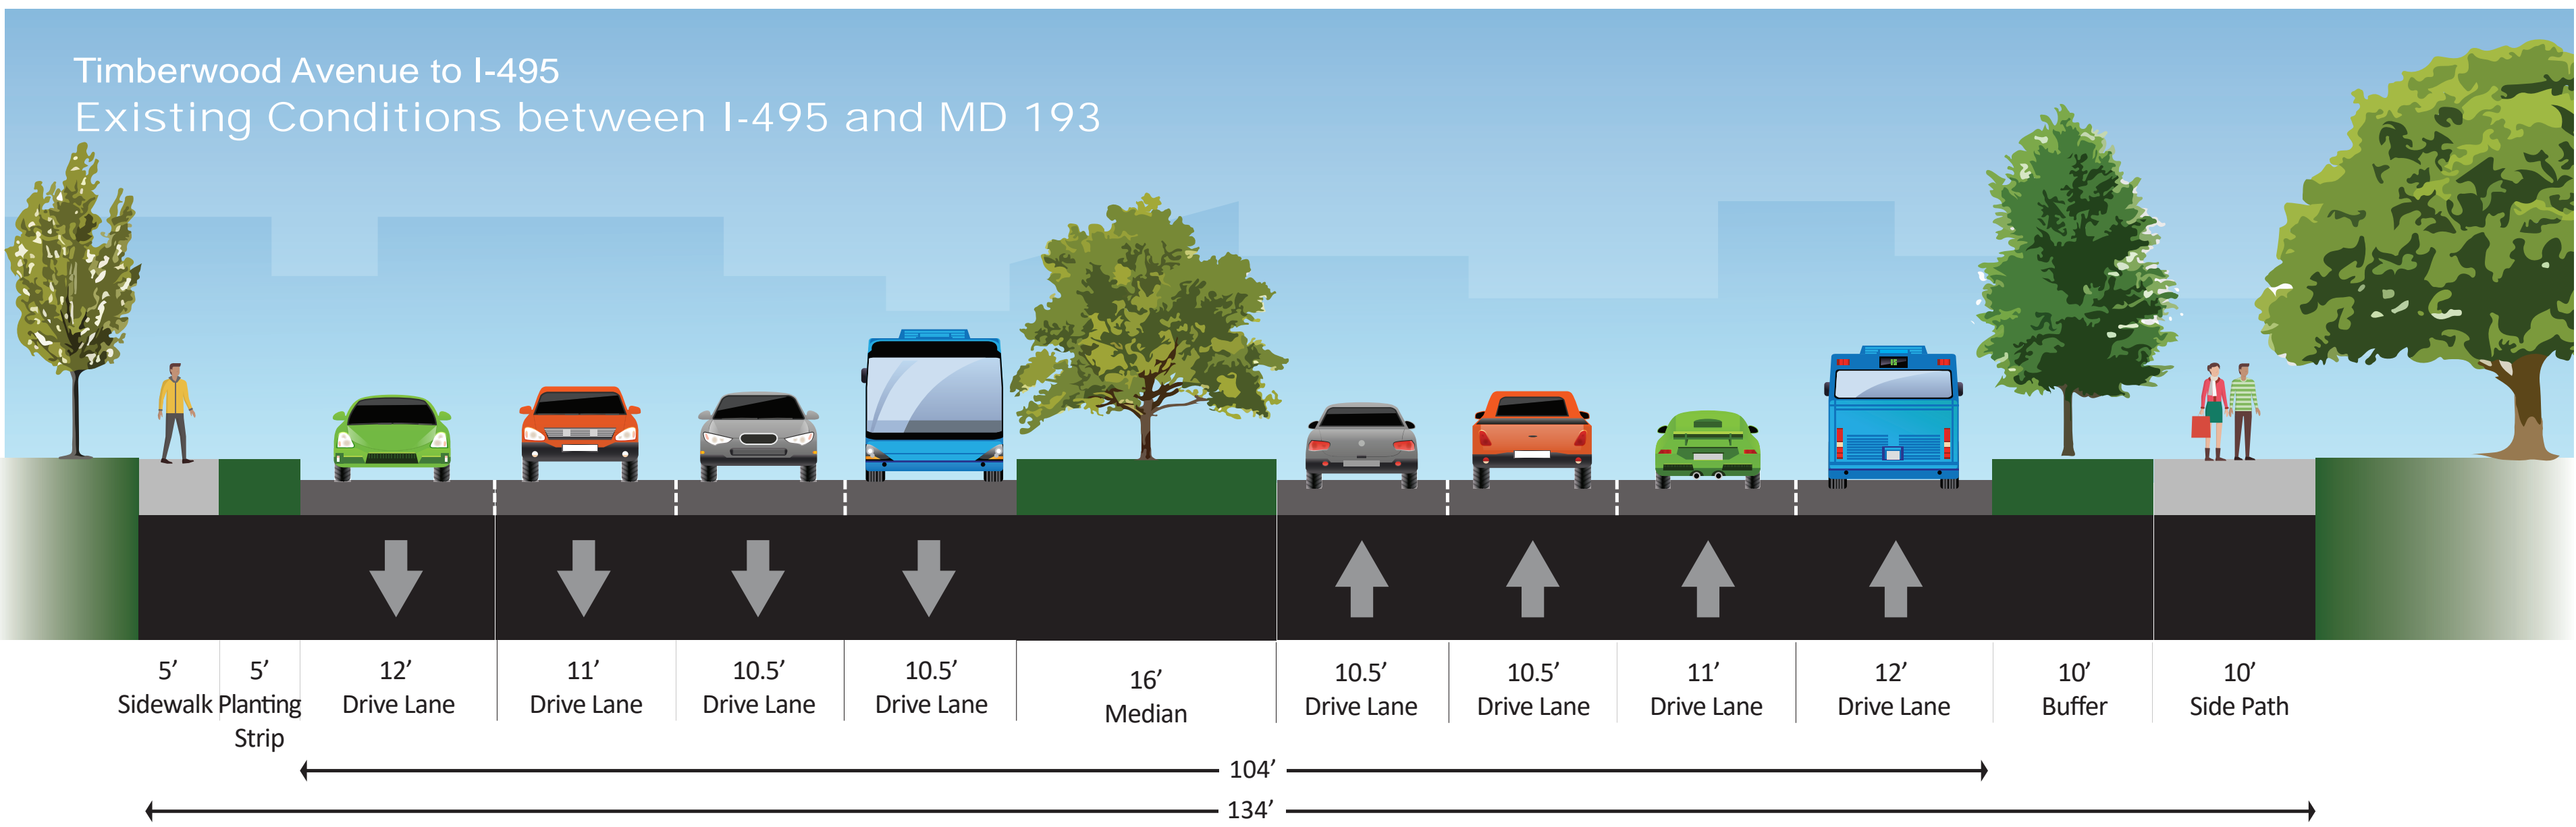 Timberwood Avenue to I-495
Existing Conditions between I-495 and MD 193
5’
Sidewalk
5’
Planting
Strip
12’
Drive Lane
11’
Drive Lane
10.5’
Drive Lane
10.5’
Drive Lane
16’
Median
10.5’
Drive Lane
10.5’
Drive Lane
11’
Drive Lane
12’
Drive Lane
10’
Buffer
10’
Side Path
104’
134’